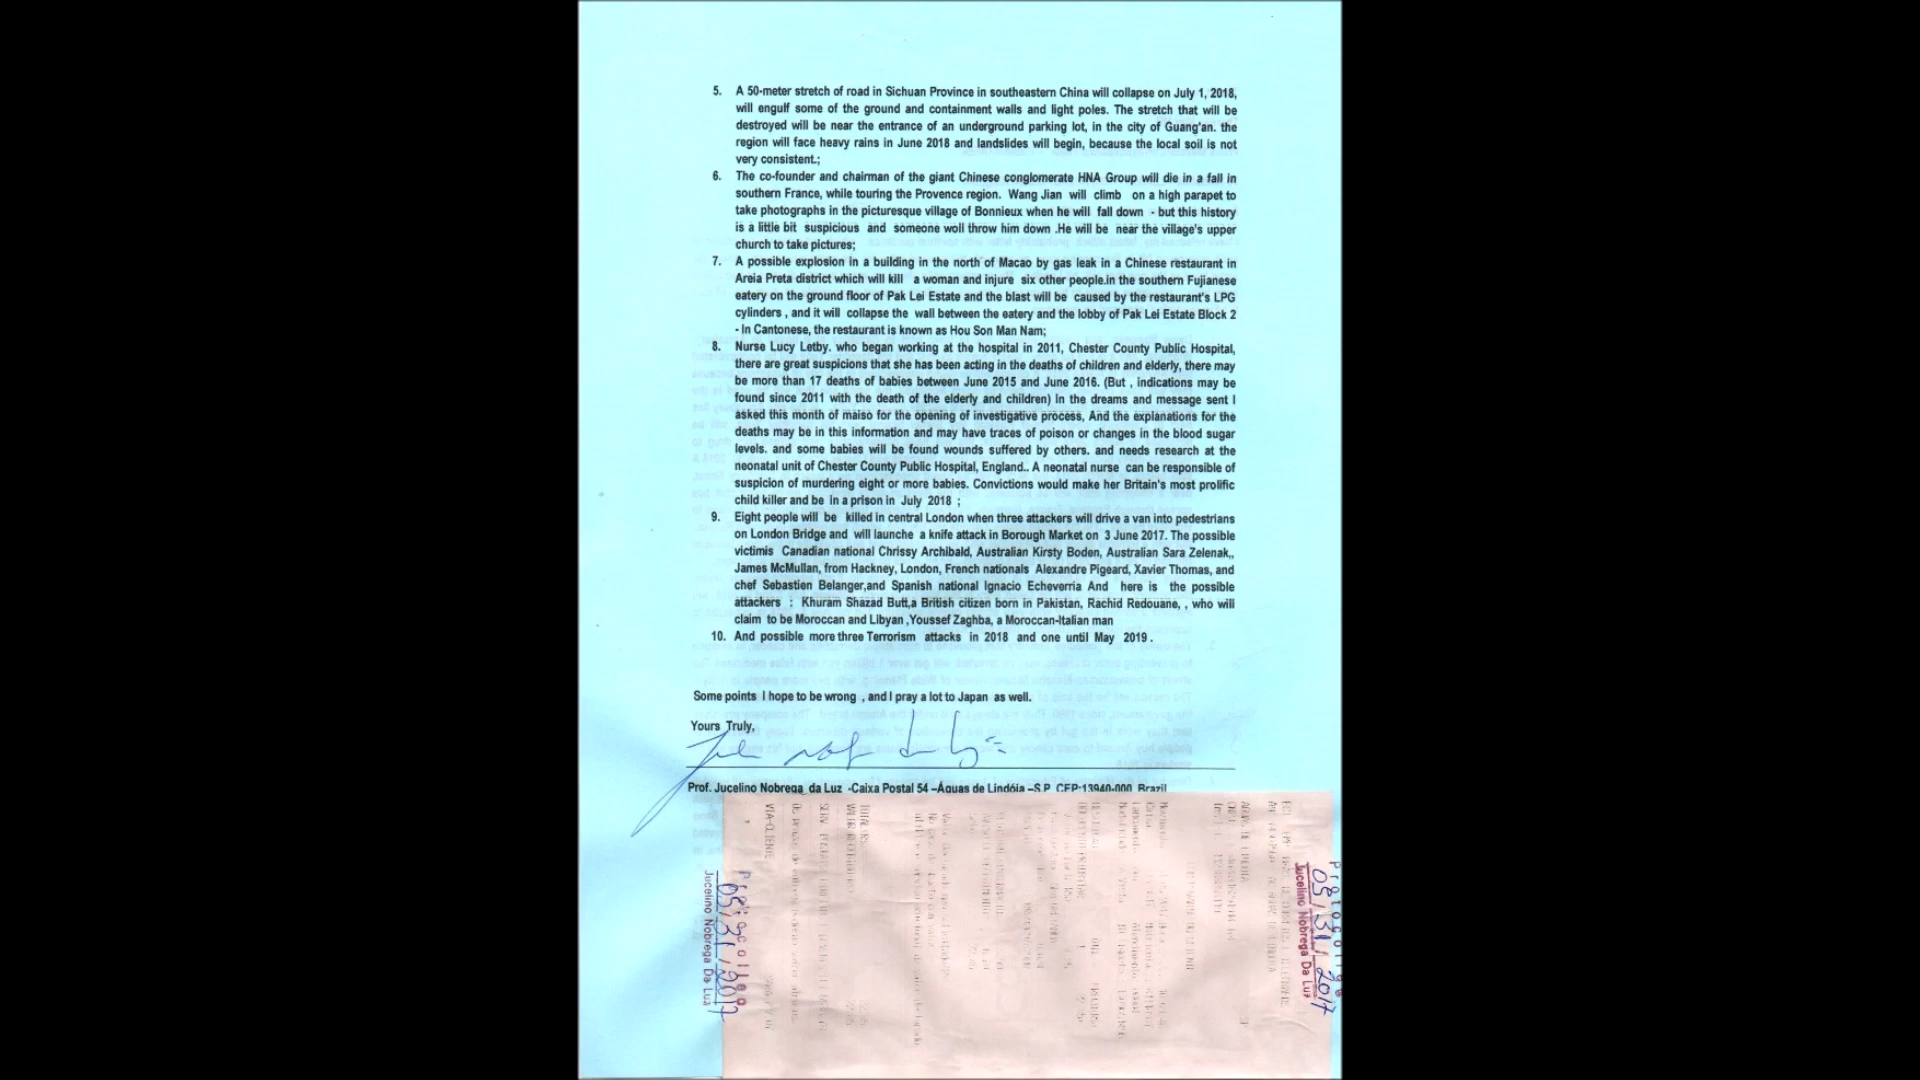 5. A 50-meter stretch of road in Sichuan Province in southeastern China will collapse on July 1, 2018,
will engulf some of the ground and containment walls and light poles. The stretch that will be
destroyed will be near the entrance of an underground parking lot, in the city of Guang'an. the
region will face heavy rains in June 2018 and landslides will begin, because the local soil is not
very consistent.;
6. The co-founder and chairman of the giant Chinese conglomerate HNA Group will die in a fall in
southern France, while touring the Provence region. Wang Jian will climb on a high parapet to
take photographs in the picturesque village of Bonnieux when he will fall down - but this history
is a little bit suspicious and someone woll throw him down .He will be near the village's upper
church to take pictures;
7. A possible explosion in a building in the north of Macao by gas leak in a Chinese restaurant in
Areia Preta district which will kill a woman and injure six other people.in the southern Fujianese
eatery on the ground floor of Pak Lei Estate and the blast will be caused by the restaurant's LPG
cylinders , and it will collapse the wall between the eatery and the lobby of Pak Lei Estate Block 2
- In Cantonese, the restaurant is known as Hou Son Man Nam;
8. Nurse Lucy Letby. who began working at the hospital in 2011, Chester County Public Hospital,
there are great suspicions that she has been acting in the deaths of children and elderly, there may
be more than 17 deaths of babies between June 2015 and June 2016. (But , indications may be
found since 2011 with the death of the elderly and children) In the dreams and message sent I
asked this month of maiso for the opening of investigative process, And the explanations for the
deaths may be in this information and may have traces of poison or changes in the blood sugar
levels. and some babies will be found wounds suffered by others. and needs research at the
neonatal unit of Chester County Public Hospital, England.. A neonatal nurse can be responsible of
suspicion of murdering eight or more babies. Convictions would make her Britain's most prolific
child killer and be in a prison in July 2018 ;
9. Eight people will be killed in central London when three attackers will drive a van into pedestrians
on London Bridge and will launche a knife attack in Borough Market on 3 June 2017. The possible
victimis Canadian national Chrissy Archibald, Australian Kirsty Boden, Australian Sara Zelenak,,
James McMullan, from Hackney, London, French nationals Alexandre Pigeard, Xavier Thomas, and
chef Sebastien Belanger,and Spanish national Ignacio Echeverria And here is the possible
attackers : Khuram Shazad Butt,a British citizen born in Pakistan, Rachid Redouane, , who will
claim to be Moroccan and Libyan ,Youssef Zaghba, a Moroccan-Italian man
10. And possible more three Terrorism attacks in 2018 and one until May 2019 .
Some points I hope to be wrong , and I pray a lot to Japan as well.
Yours Truly,
Prof. Jucelino Nobrega da Luz -Caixa Postal 54 –Águas de Lindóia –S.P CEP:13940-000 Brazil
VIA-CLIENTE
05/31/2017
Jucelino Nobrega Da Luz
05/31/2017
Jucelino Nobrega Da Luz